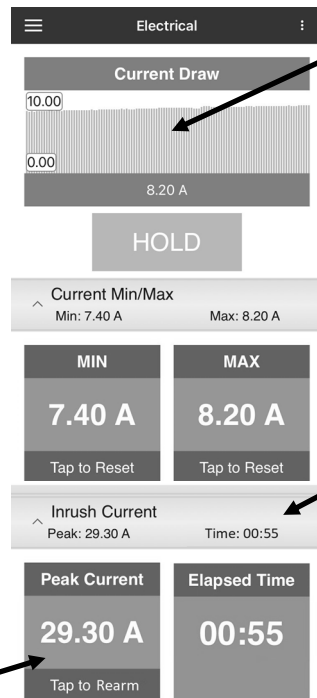 Electrical
Current Draw
10.00
0.00
8.20 A
HOLD
Current Min/Max
Min: 7.40 A Max: 8.20 A
MIN MAX
7.40 A 8.20 A
Tap to Reset Tap to Reset
Inrush Current
Peak: 29.30 A Time: 00:55
Peak Current Elapsed Time
29.30 A 00:55
Tap to Rearm